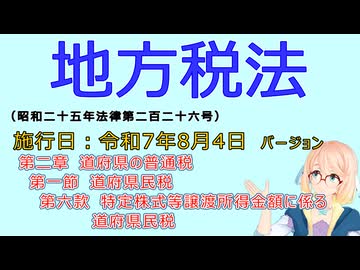 地方税法
（昭和二十五年法律第二百二十六号）
施行日：令和7年8月4日 バージョン
第二章 道府県の普通税
第一節 道府県民税
第六款 特定株式等譲渡所得金額に係る
道府県民税